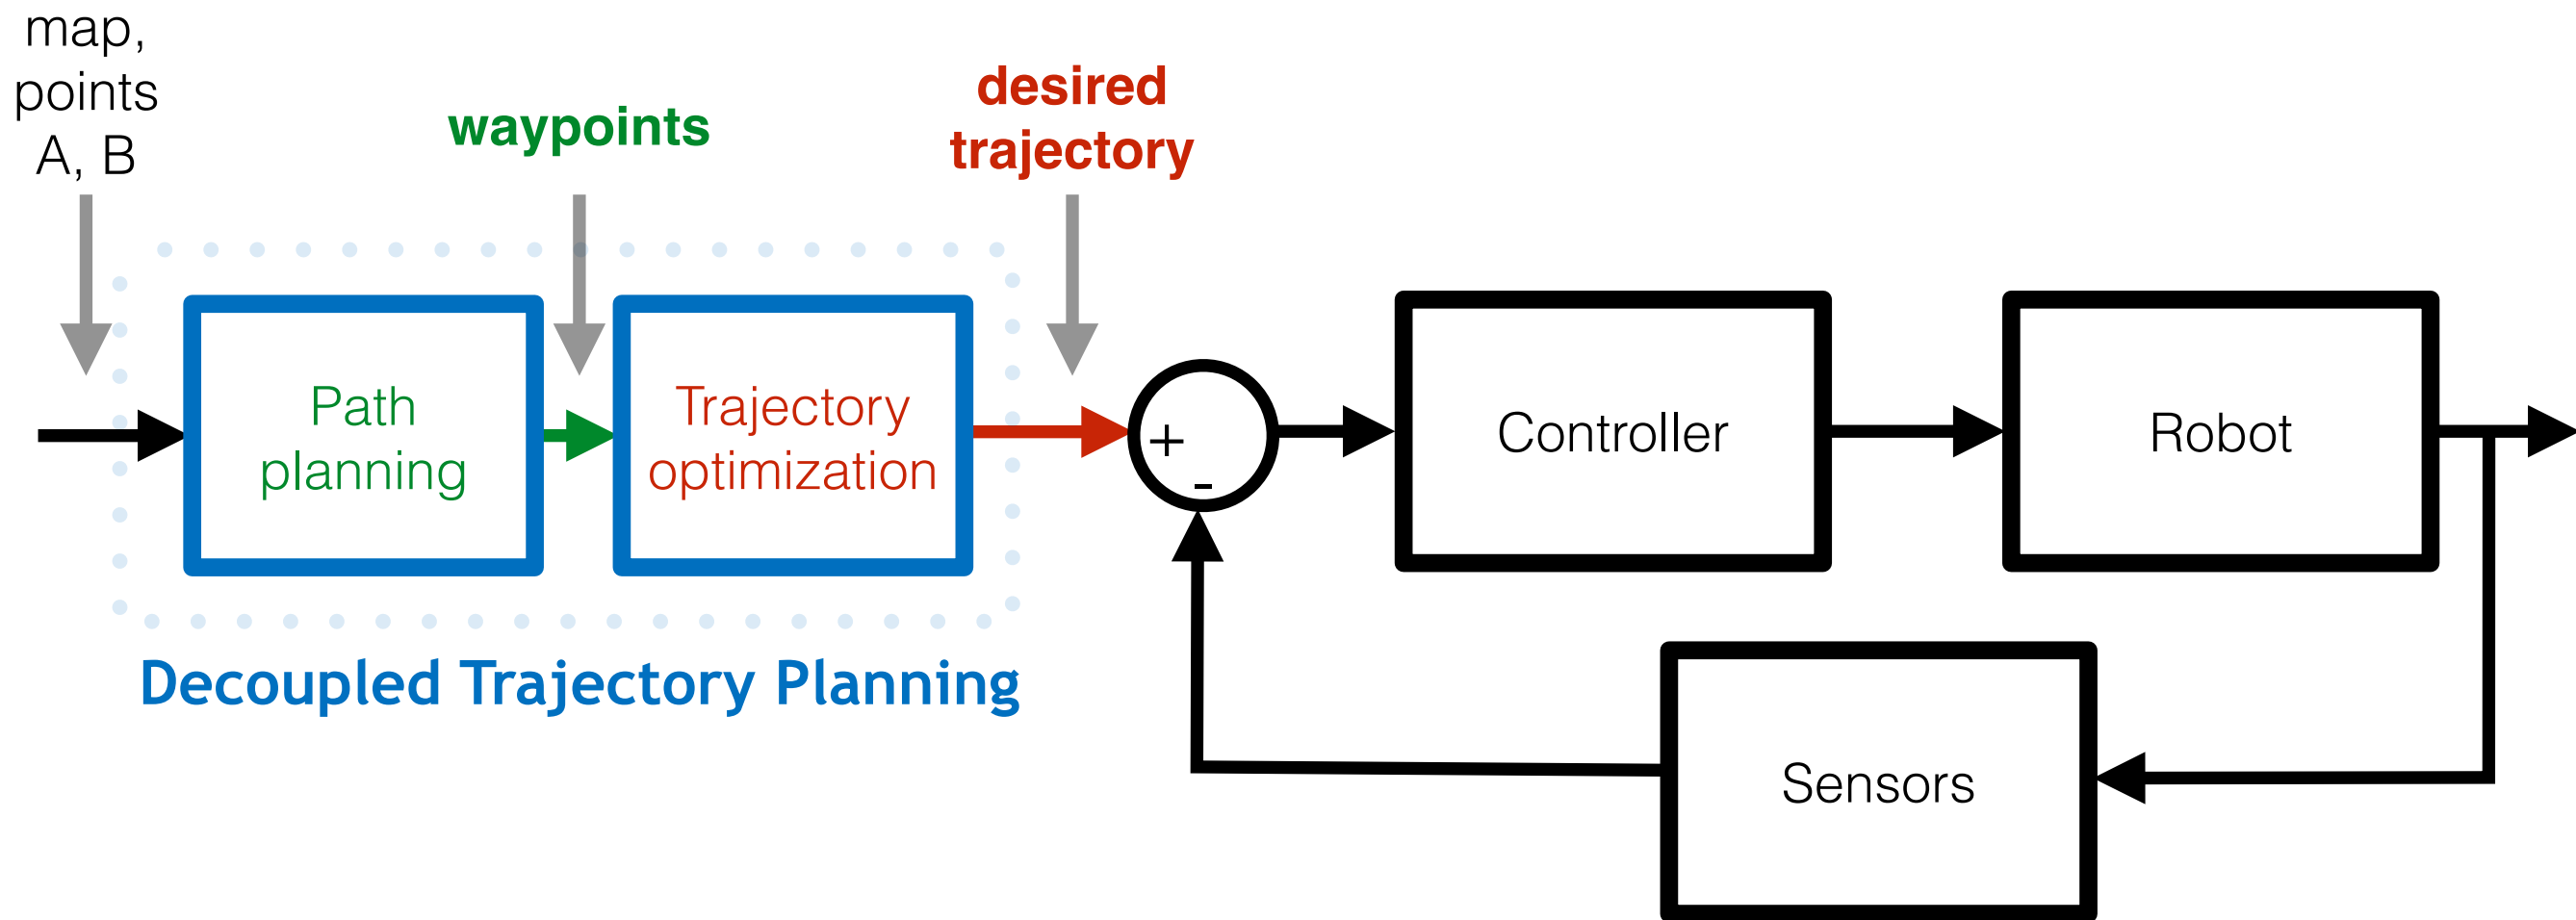 map,
points
A, B
waypoints
desired
trajectory
Path
planning
Trajectory
optimization
+
-
Controller
Robot
Decoupled Trajectory Planning
Sensors